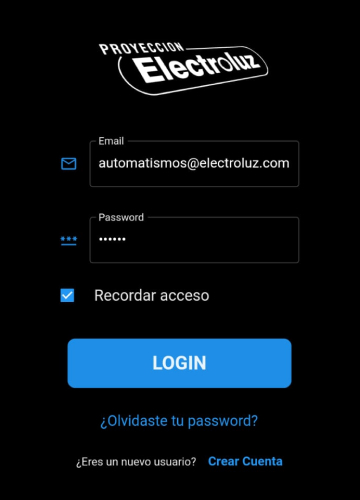 PROYECCION
Electroluz
Email
automatismos@electroluz.com
Password
••••••
Recordar acceso
LOGIN
¿Olvidaste tu password?
¿Eres un nuevo usuario? Crear Cuenta